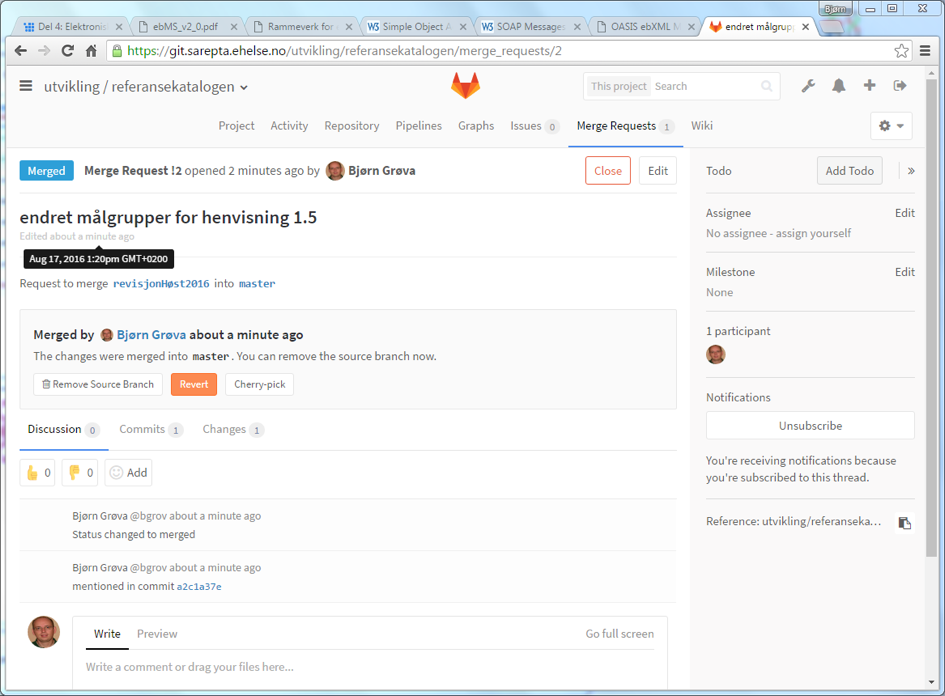 Bjørn
Del 4: Elektronis
ebMS_v2_0.pdf
Rammeverk for
Simple Object A
SOAP Messages
OASIS ebXML M
endret målgrupp
https://git.sarepta.ehelse.no/utvikling/referansekatalogen/merge_requests/2
utvikling / referansekatalogen
This project Search
Project Activity Repository Pipelines Graphs Issues 0 Merge Requests 1 Wiki
Merged Merge Request !2 opened 2 minutes ago by Bjørn Grøva Close Edit
endret målgrupper for henvisning 1.5
Edited about a minute ago
Aug 17, 2016 1:20pm GMT+0200
Request to merge revisjonHøst2016 into master
Merged by Bjørn Grøva about a minute ago
The changes were merged into master. You can remove the source branch now.
Remove Source Branch Revert Cherry-pick
Discussion 0 Commits 1 Changes 1
0 0 Add
Bjørn Grøva @bgrov about a minute ago
Status changed to merged
Bjørn Grøva @bgrov about a minute ago
mentioned in commit a2c1a37e
Write Preview Go full screen
Write a comment or drag your files here...
Todo Add Todo »
Assignee Edit
No assignee - assign yourself
Milestone Edit
None
1 participant
Notifications
Unsubscribe
You're receiving notifications because
you're subscribed to this thread.
Reference: utvikling/referanseka...